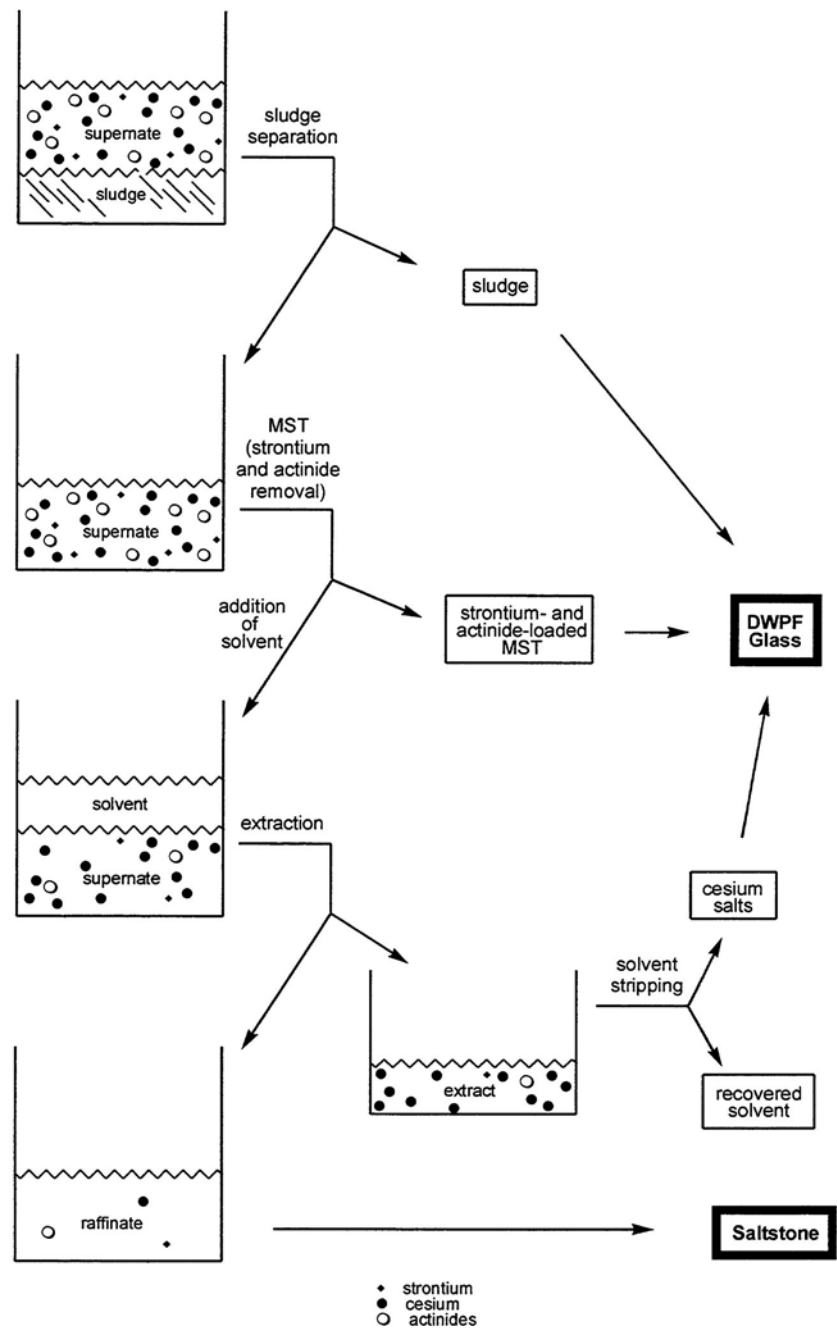 supernate
sludge
sludge
separation
sludge
MST
(strontium
and actinide
removal)
supernate
addition
of
solvent
strontium- and
actinide-loaded
MST
DWPF
Glass
solvent
supernate
extraction
cesium
salts
solvent
stripping
extract
recovered
solvent
raffinate
Saltstone
strontium
cesium
actinides